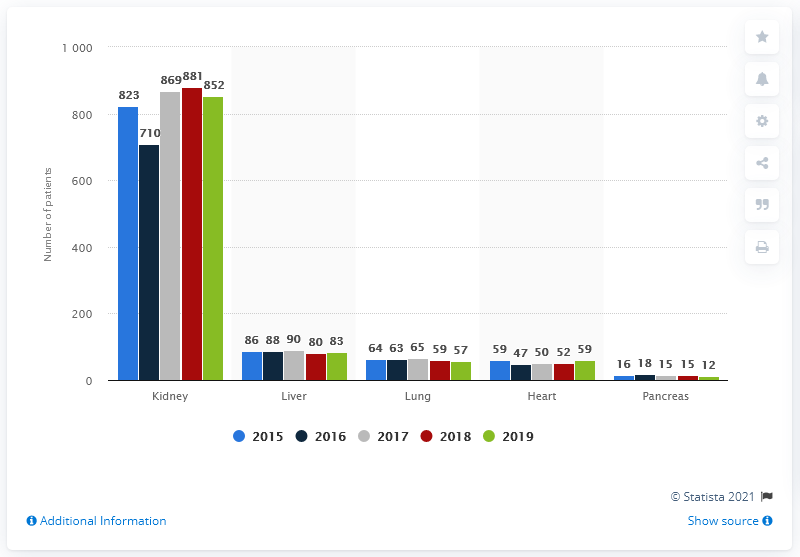 1 000
800
600
400
200
0
Number of patients
823 710 869 881 852
86 88 90 80 83
64 63 65 59 57
59 47 50 52 59
16 18 15 15 12
Kidney Liver Lung Heart Pancreas
2015 2016 2017 2018 2019
© Statista 2021
Additional Information Show source